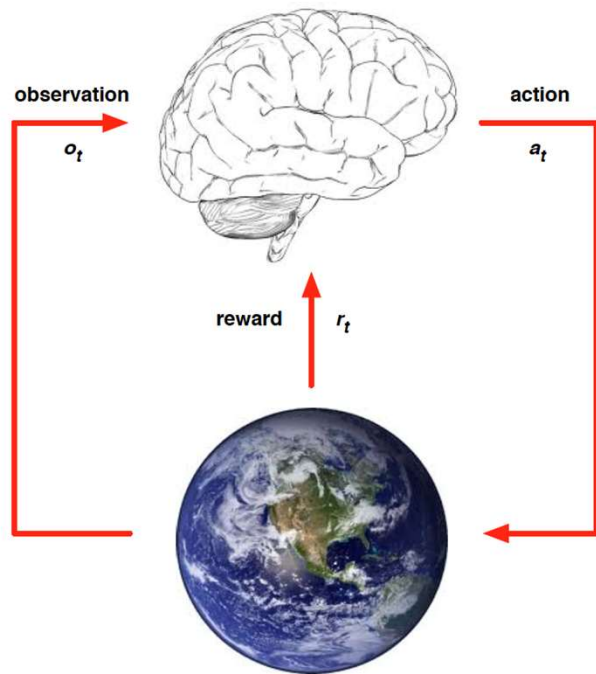 observation
action
o_t
a_t
reward
r_t